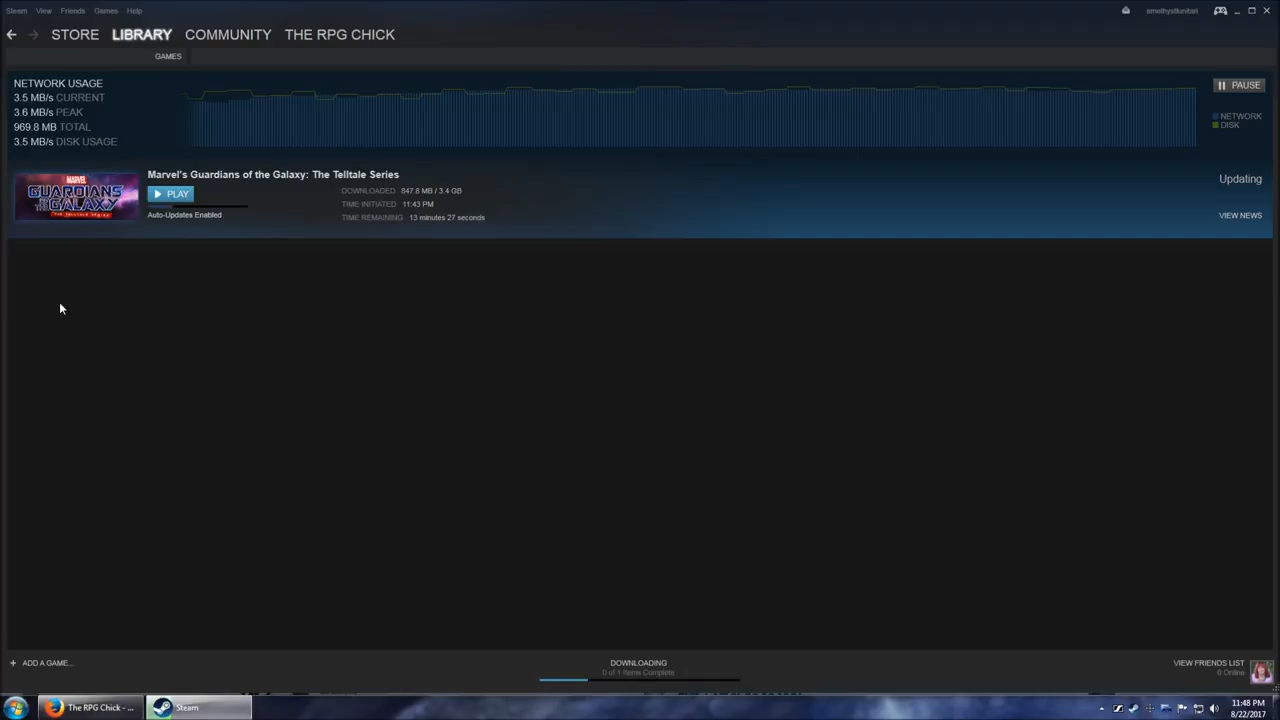 Steam View Friends Games Help
amethystlunitari
STORE LIBRARY COMMUNITY THE RPG CHICK
GAMES
NETWORK USAGE
3.5 MB/s CURRENT
3.6 MB/s PEAK
969.8 MB TOTAL
3.5 MB/s DISK USAGE
PAUSE
NETWORK
DISK
MARVEL
GUARDIANS
OF THE GALAXY
THE TELLTALE SERIES
Marvel's Guardians of the Galaxy: The Telltale Series
PLAY
Auto-Updates Enabled
DOWNLOADED 847.8 MB / 3.4 GB
TIME INITIATED 11:43 PM
TIME REMAINING 13 minutes 27 seconds
Updating
VIEW NEWS
+ ADD A GAME...
DOWNLOADING
0 of 1 Items Complete
VIEW FRIENDS LIST
0 Online
The RPG Chick - ...
Steam
11:48 PM
8/22/2017